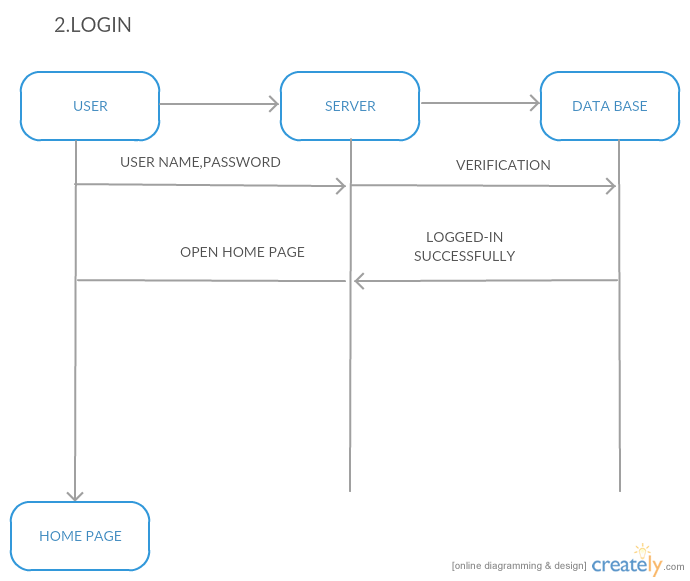 2.LOGIN
USER
SERVER
DATA BASE
USER NAME,PASSWORD
VERIFICATION
OPEN HOME PAGE
LOGGED-IN
SUCCESSFULLY
HOME PAGE
[online diagramming & design] creately.com